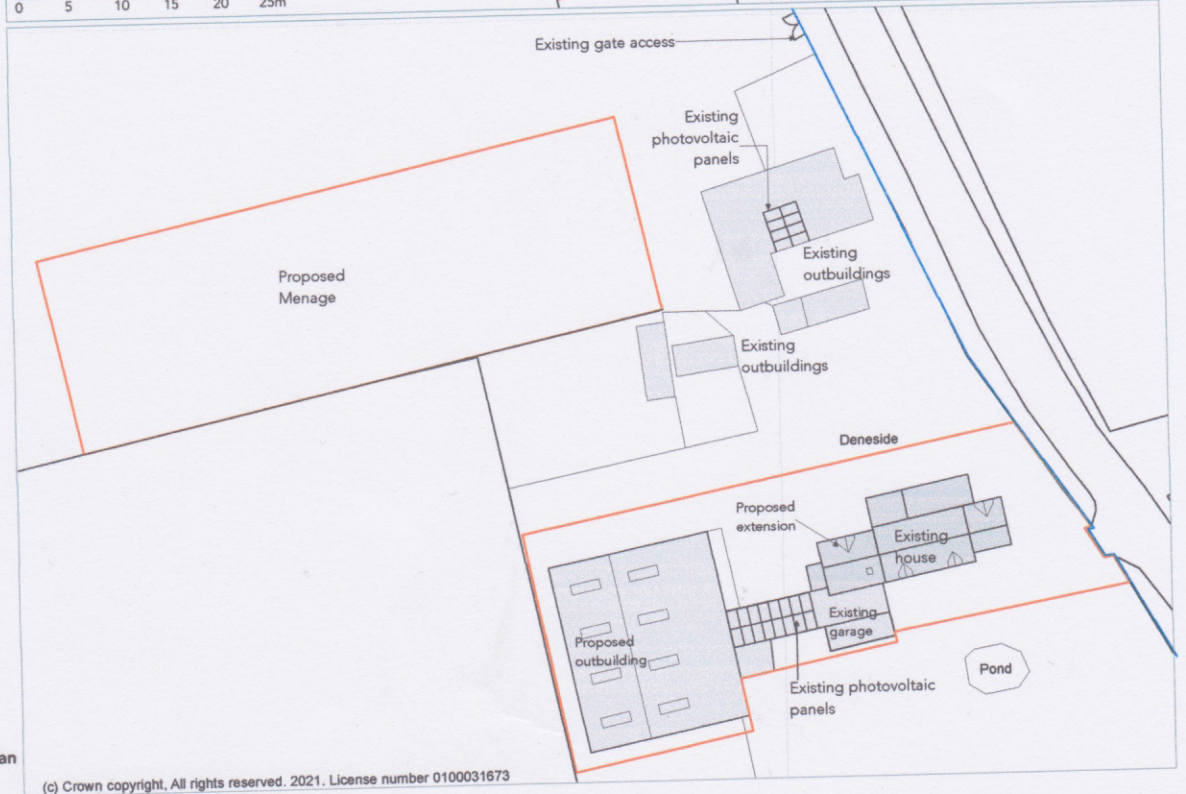 0 5 10 15 20 25m
Existing gate access
Existing
photovoltaic
panels
Existing
outbuildings
Proposed
Menage
Existing
outbuildings
Deneside
Proposed
extension
Existing
house
Existing
garage
Proposed
outbuilding
Existing photovoltaic
panels
Pond
an
(c) Crown copyright, All rights reserved. 2021. License number 0100031673